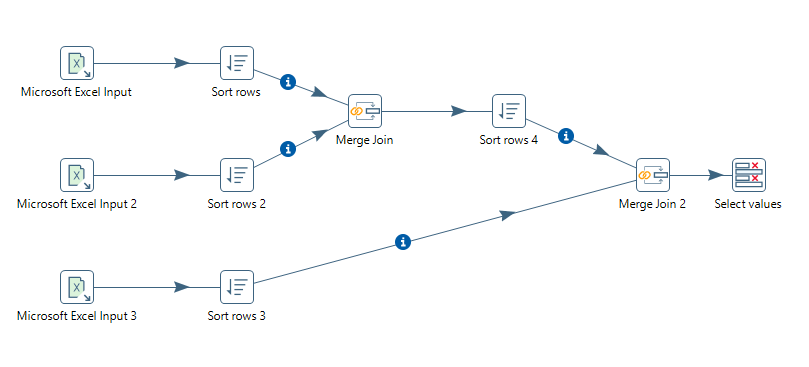 Microsoft Excel Input
Sort rows
Merge Join
Sort rows 4
Microsoft Excel Input 2
Sort rows 2
Merge Join 2
Select values
Microsoft Excel Input 3
Sort rows 3